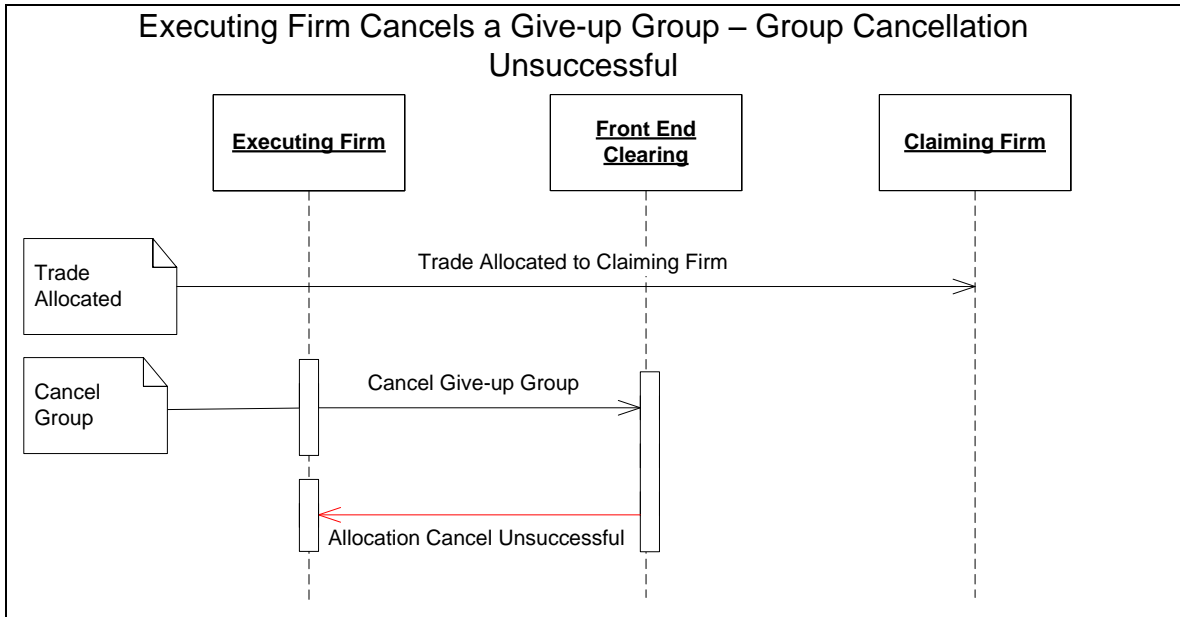 Executing Firm Cancels a Give-up Group – Group Cancellation
Unsuccessful
Executing Firm
Front End
Clearing
Claiming Firm
Trade
Allocated
Trade Allocated to Claiming Firm
Cancel
Group
Cancel Give-up Group
Allocation Cancel Unsuccessful